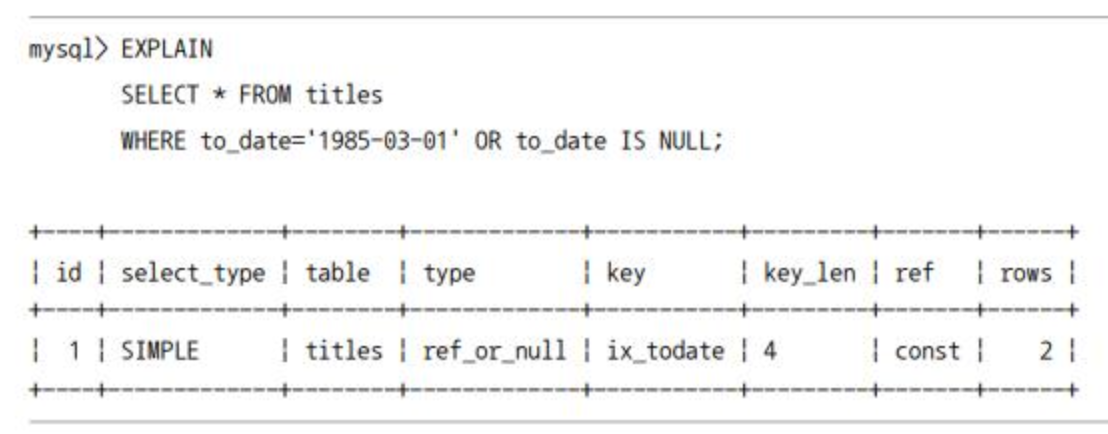 mysql> EXPLAIN
SELECT * FROM titles
WHERE to_date='1985-03-01' OR to_date IS NULL;
+----+-------------+--------+-------------+-----------+---------+-------+------+
| id | select_type | table | type | key | key_len | ref | rows |
+----+-------------+--------+-------------+-----------+---------+-------+------+
| 1 | SIMPLE | titles | ref_or_null | ix_todate | 4 | const | 2 |
+----+-------------+--------+-------------+-----------+---------+-------+------+